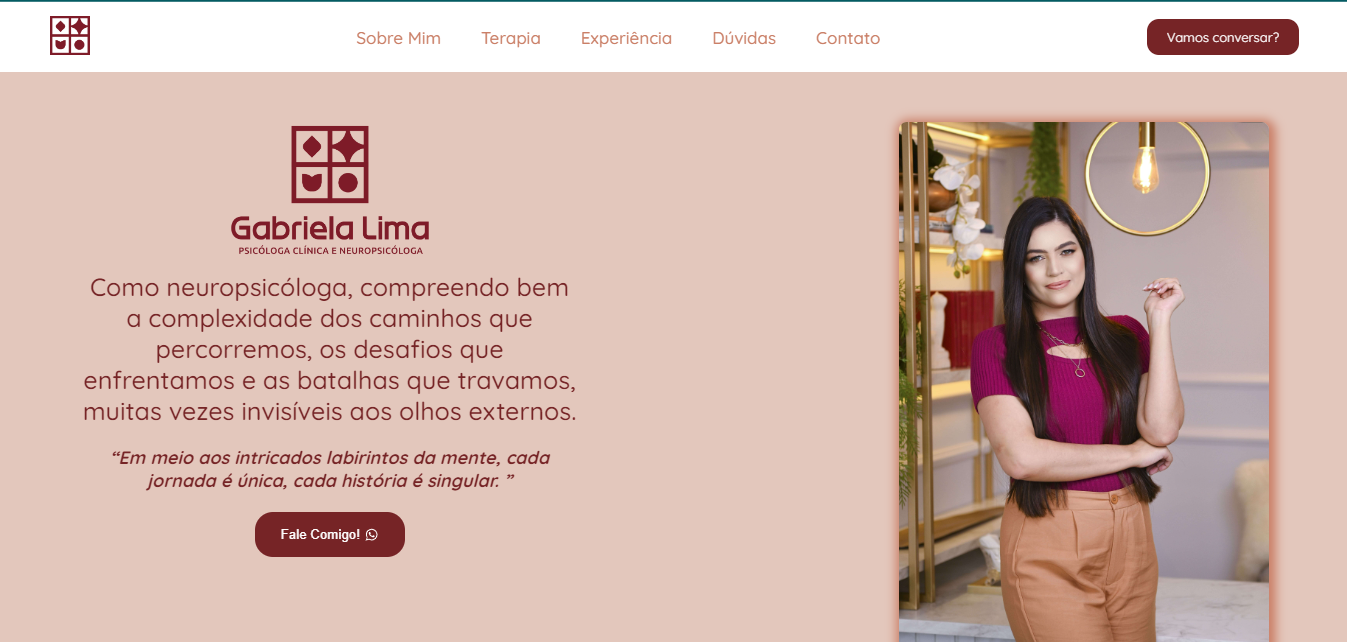 Sobre Mim
Terapia
Experiência
Dúvidas
Contato
Vamos conversar?
Gabriela Lima
PSICÓLOGA CLÍNICA E NEUROPSICÓLOGA
Como neuropsicóloga, compreendo bem
a complexidade dos caminhos que
percorremos, os desafios que
enfrentamos e as batalhas que travamos,
muitas vezes invisíveis aos olhos externos.
“Em meio aos intricados labirintos da mente, cada
jornada é única, cada história é singular. ”
Fale Comigo!